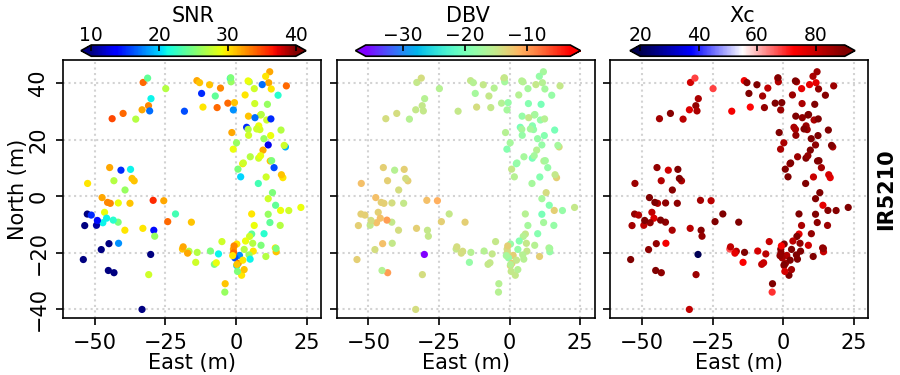 SNR DBV Xc
10 20 30 40 −30 −20 −10 20 40 60 80
40
20
0
−20
−40
North (m)
IR5210
−50 −25 0 25 −50 −25 0 25 −50 −25 0 25
East (m) East (m) East (m)